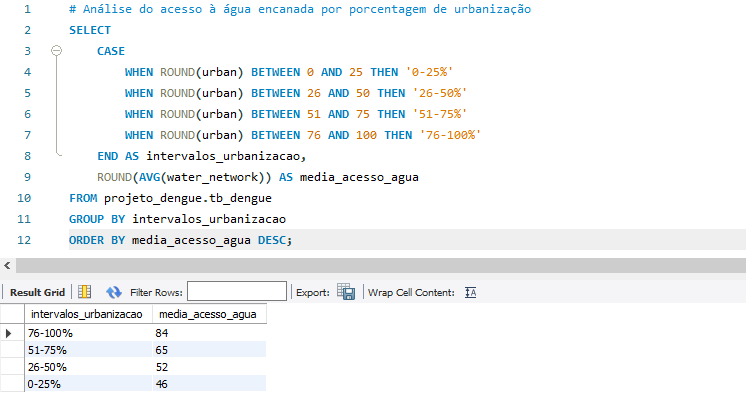 1 # Análise do acesso à água encanada por porcentagem de urbanização
2 SELECT
3 CASE
4 WHEN ROUND(urban) BETWEEN 0 AND 25 THEN '0-25%'
5 WHEN ROUND(urban) BETWEEN 26 AND 50 THEN '26-50%'
6 WHEN ROUND(urban) BETWEEN 51 AND 75 THEN '51-75%'
7 WHEN ROUND(urban) BETWEEN 76 AND 100 THEN '76-100%'
8 END AS intervalos_urbanizacao,
9 ROUND(AVG(water_network)) AS media_acesso_agua
10 FROM projeto_dengue.tb_dengue
11 GROUP BY intervalos_urbanizacao
12 ORDER BY media_acesso_agua DESC;
Result Grid Filter Rows: Export: Wrap Cell Content:
intervalos_urbanizacao media_acesso_agua
76-100% 84
51-75% 65
26-50% 52
0-25% 46